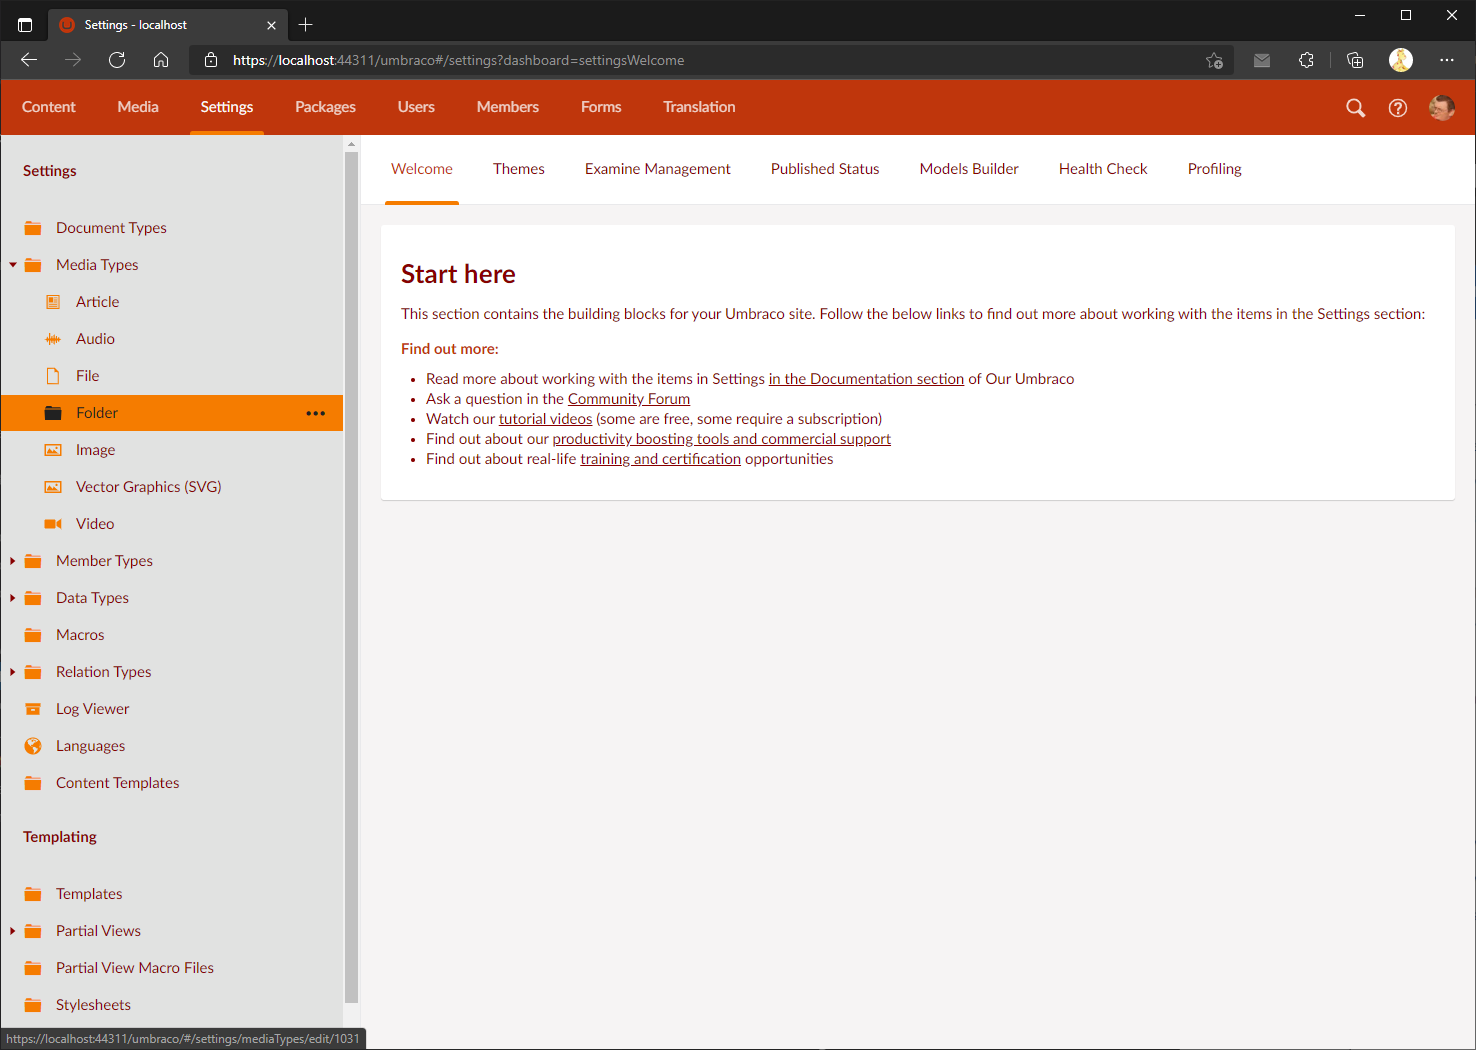 Settings - localhost
https://localhost:44311/umbraco#/settings?dashboard=settingsWelcome
Content Media Settings Packages Users Members Forms Translation
Settings
Document Types
Media Types
Article
Audio
File
Folder
Image
Vector Graphics (SVG)
Video
Member Types
Data Types
Macros
Relation Types
Log Viewer
Languages
Content Templates
Templating
Templates
Partial Views
Partial View Macro Files
Stylesheets
https://localhost:44311/umbraco/#/settings/mediaTypes/edit/1031
Welcome Themes Examine Management Published Status Models Builder Health Check Profiling
Start here
This section contains the building blocks for your Umbraco site. Follow the below links to find out more about working with the items in the Settings section:
Find out more:
• Read more about working with the items in Settings in the Documentation section of Our Umbraco
• Ask a question in the Community Forum
• Watch our tutorial videos (some are free, some require a subscription)
• Find out about our productivity boosting tools and commercial support
• Find out about real-life training and certification opportunities